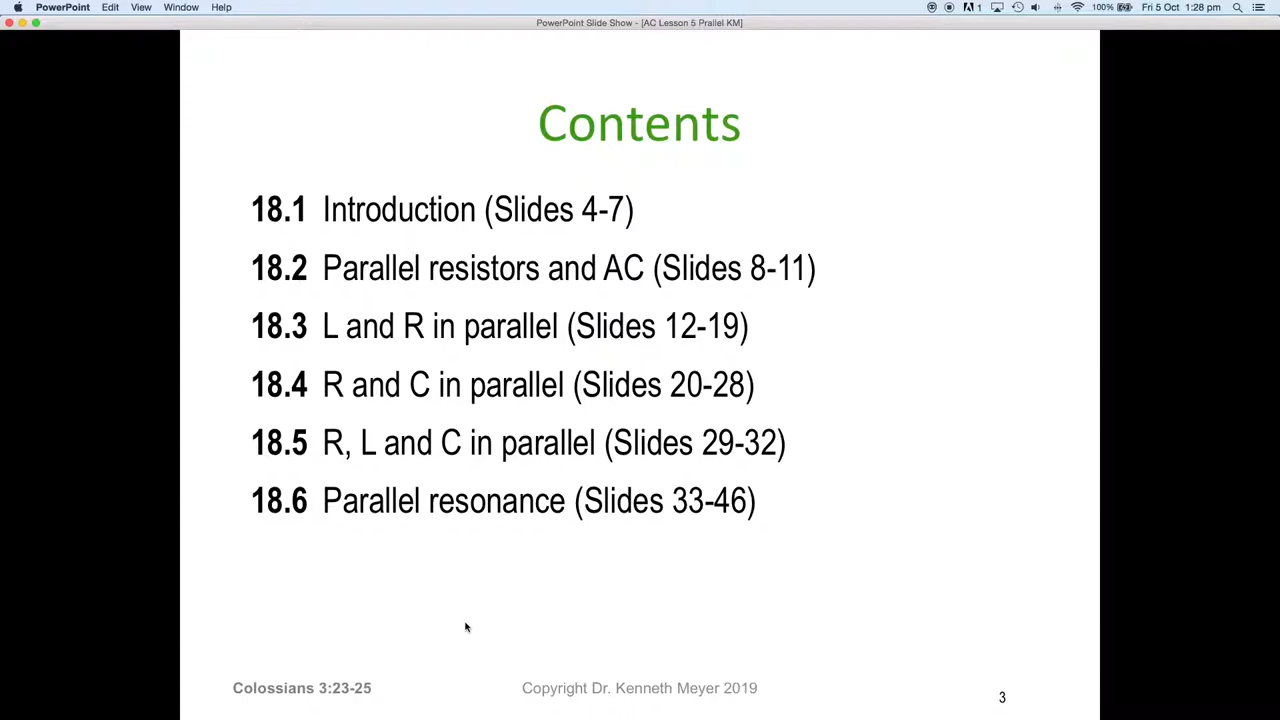 PowerPoint Edit View Window Help 1 100% Fri 5 Oct 1:28 pm
PowerPoint Slide Show - [AC Lesson 5 Prallel KM]
Contents
18.1 Introduction (Slides 4-7)
18.2 Parallel resistors and AC (Slides 8-11)
18.3 L and R in parallel (Slides 12-19)
18.4 R and C in parallel (Slides 20-28)
18.5 R, L and C in parallel (Slides 29-32)
18.6 Parallel resonance (Slides 33-46)
Colossians 3:23-25 Copyright Dr. Kenneth Meyer 2019 3